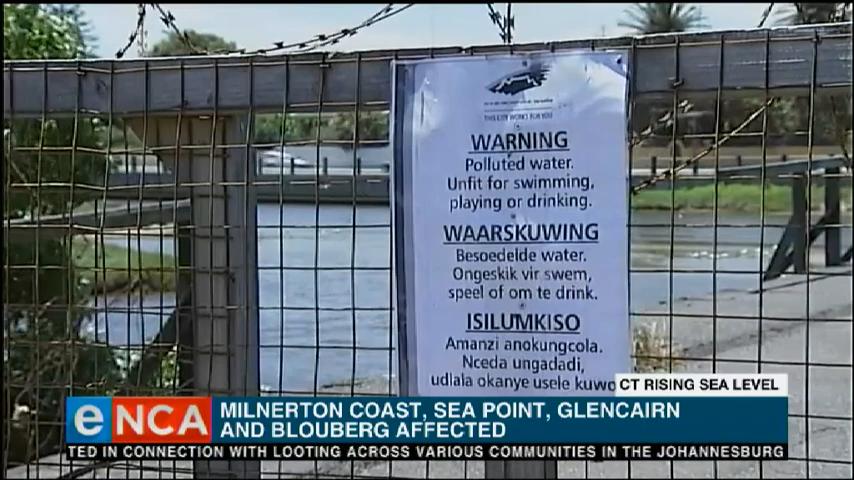 THIS CITY WORKS FOR YOU
WARNING
Polluted water.
Unfit for swimming,
playing or drinking.
WAARSKUWING
Besoedelde water.
Ongeskik vir swem,
speel of om te drink.
ISILUMKISO
Amanzi anokungcola.
Nceda ungadadi,
udlala okanye usele kuwo
CT RISING SEA LEVEL
eNCA
MILNERTON COAST, SEA POINT, GLENCAIRN
AND BLOUBERG AFFECTED
TED IN CONNECTION WITH LOOTING ACROSS VARIOUS COMMUNITIES IN THE JOHANNESBURG